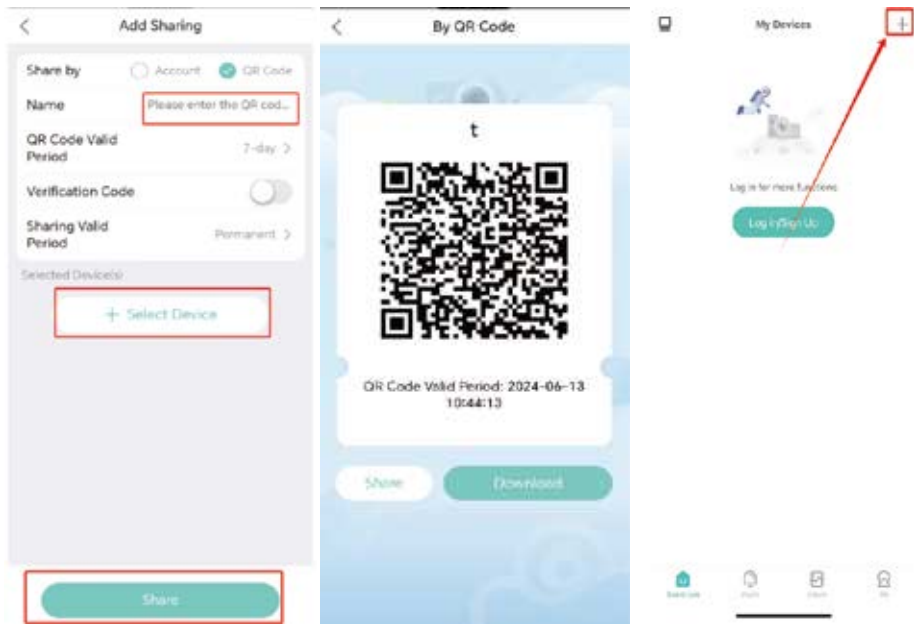 Add Sharing
Share by
Account
QR Code
Name
Please enter the QR cod...
QR Code Valid
Period
7-day
Verification Code
Sharing Valid
Period
Permanent
Selected Device(s)
+ Select Device
Share
By QR Code
t
QR Code Valid Period: 2024-06-13
10:44:13
Share
Download
My Devices
Log in for more functions
Log in/Sign Up